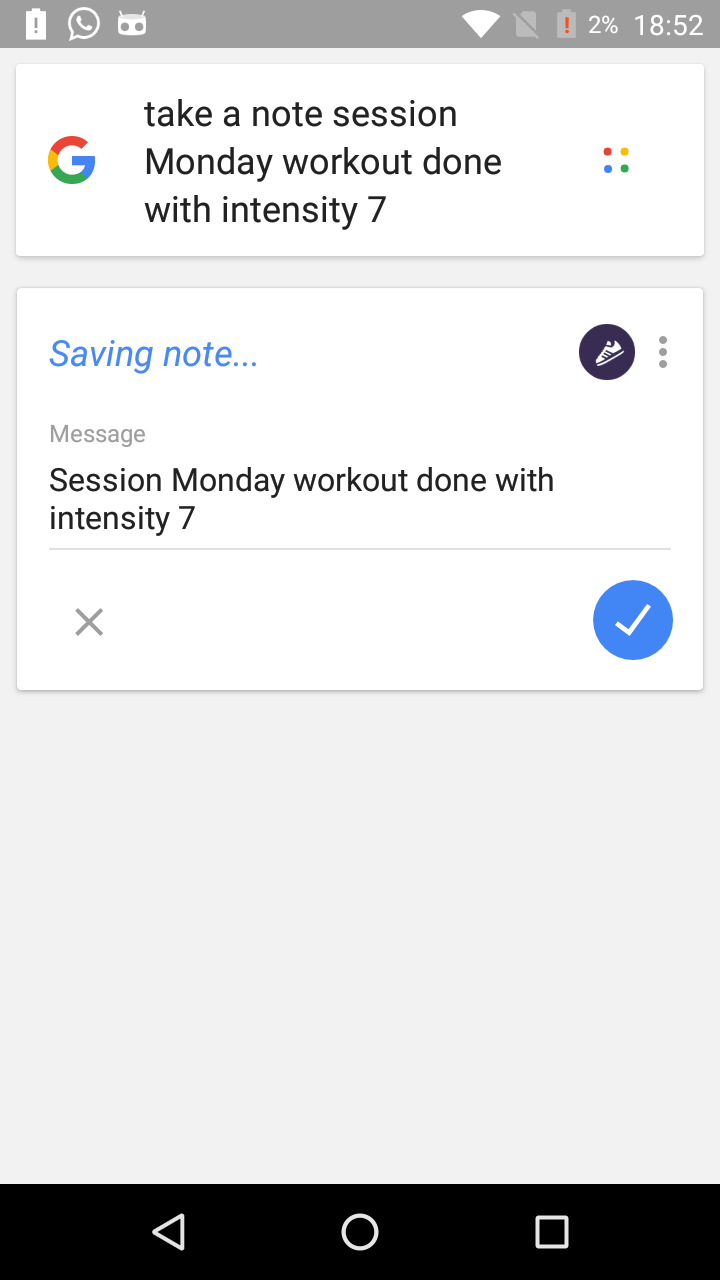 2% 18:52
take a note session
Monday workout done
with intensity 7
Saving note...
Message
Session Monday workout done with
intensity 7